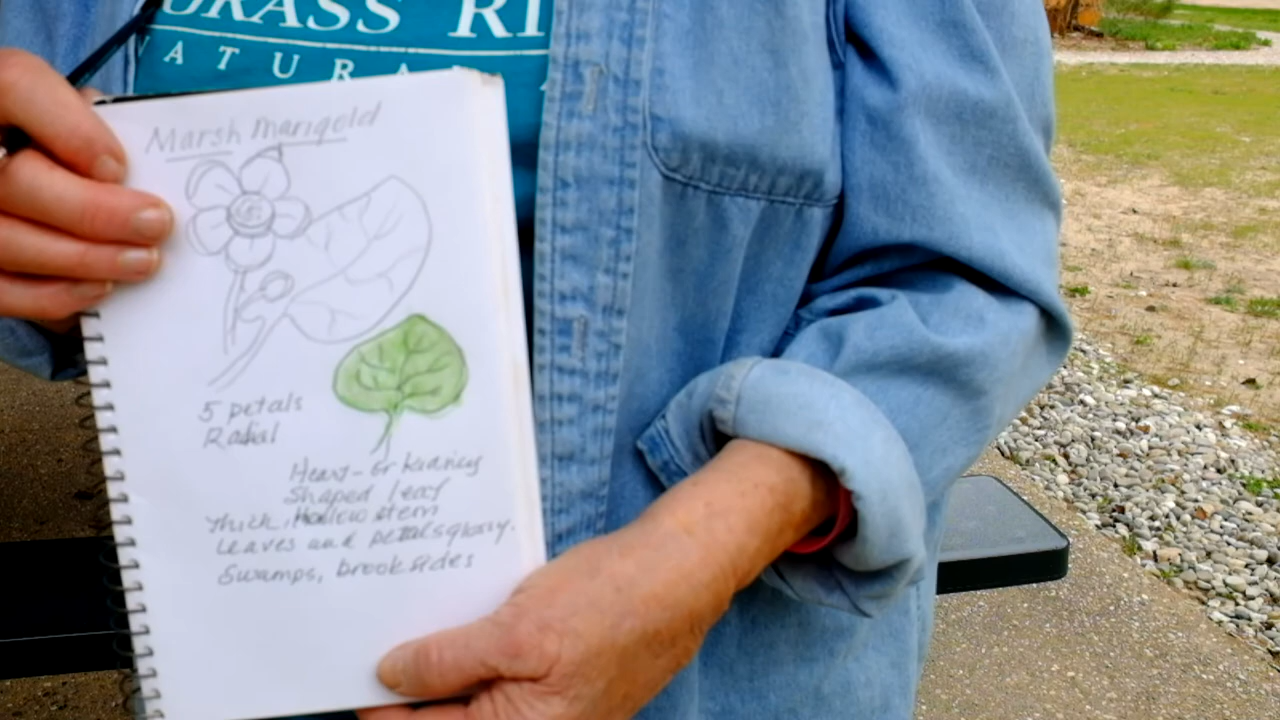 GRASS RI
NATURA
Marsh Marigold
5 petals
Radial
Heart-or kidney
shaped leaf
Thick, Hollow stem
Leaves and petals glossy.
Swamps, brooksides